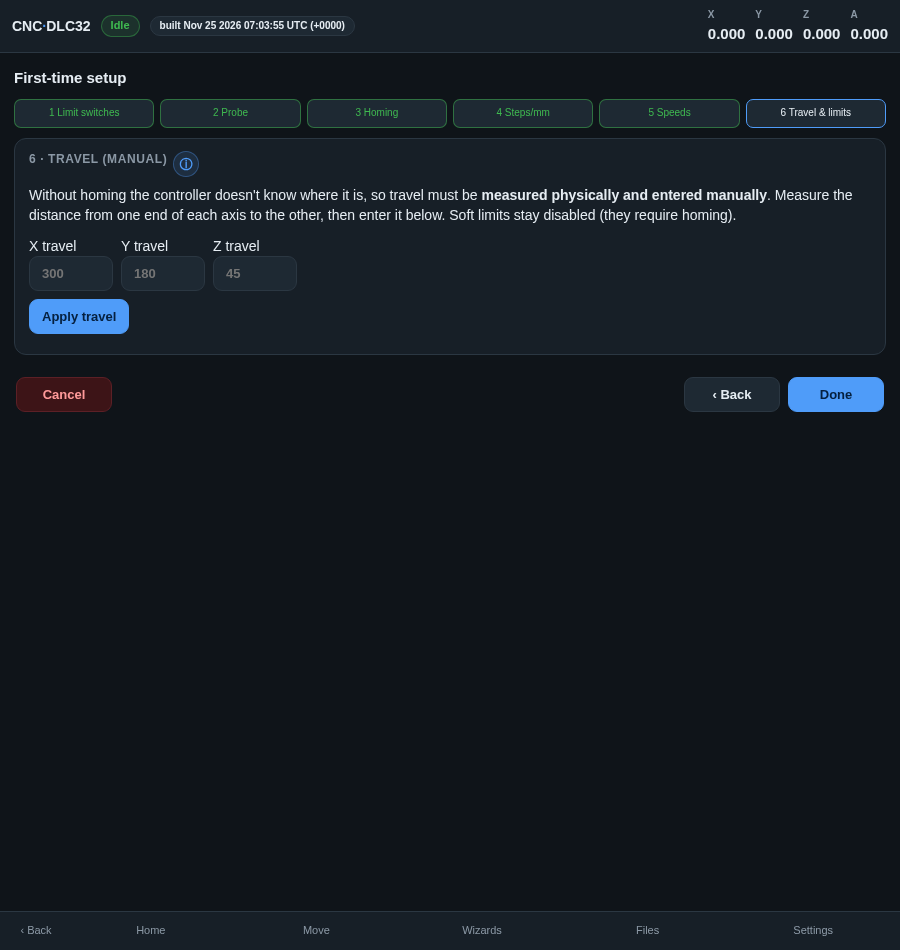 CNC·DLC32 Idle built Nov 25 2026 07:03:55 UTC (+0000)
X Y Z A
0.000 0.000 0.000 0.000
First-time setup
1 Limit switches 2 Probe 3 Homing 4 Steps/mm 5 Speeds 6 Travel & limits
6 · TRAVEL (MANUAL) ⓘ
Without homing the controller doesn't know where it is, so travel must be measured physically and entered manually. Measure the
distance from one end of each axis to the other, then enter it below. Soft limits stay disabled (they require homing).
X travel Y travel Z travel
300 180 45
Apply travel
Cancel ‹ Back Done
‹ Back Home Move Wizards Files Settings